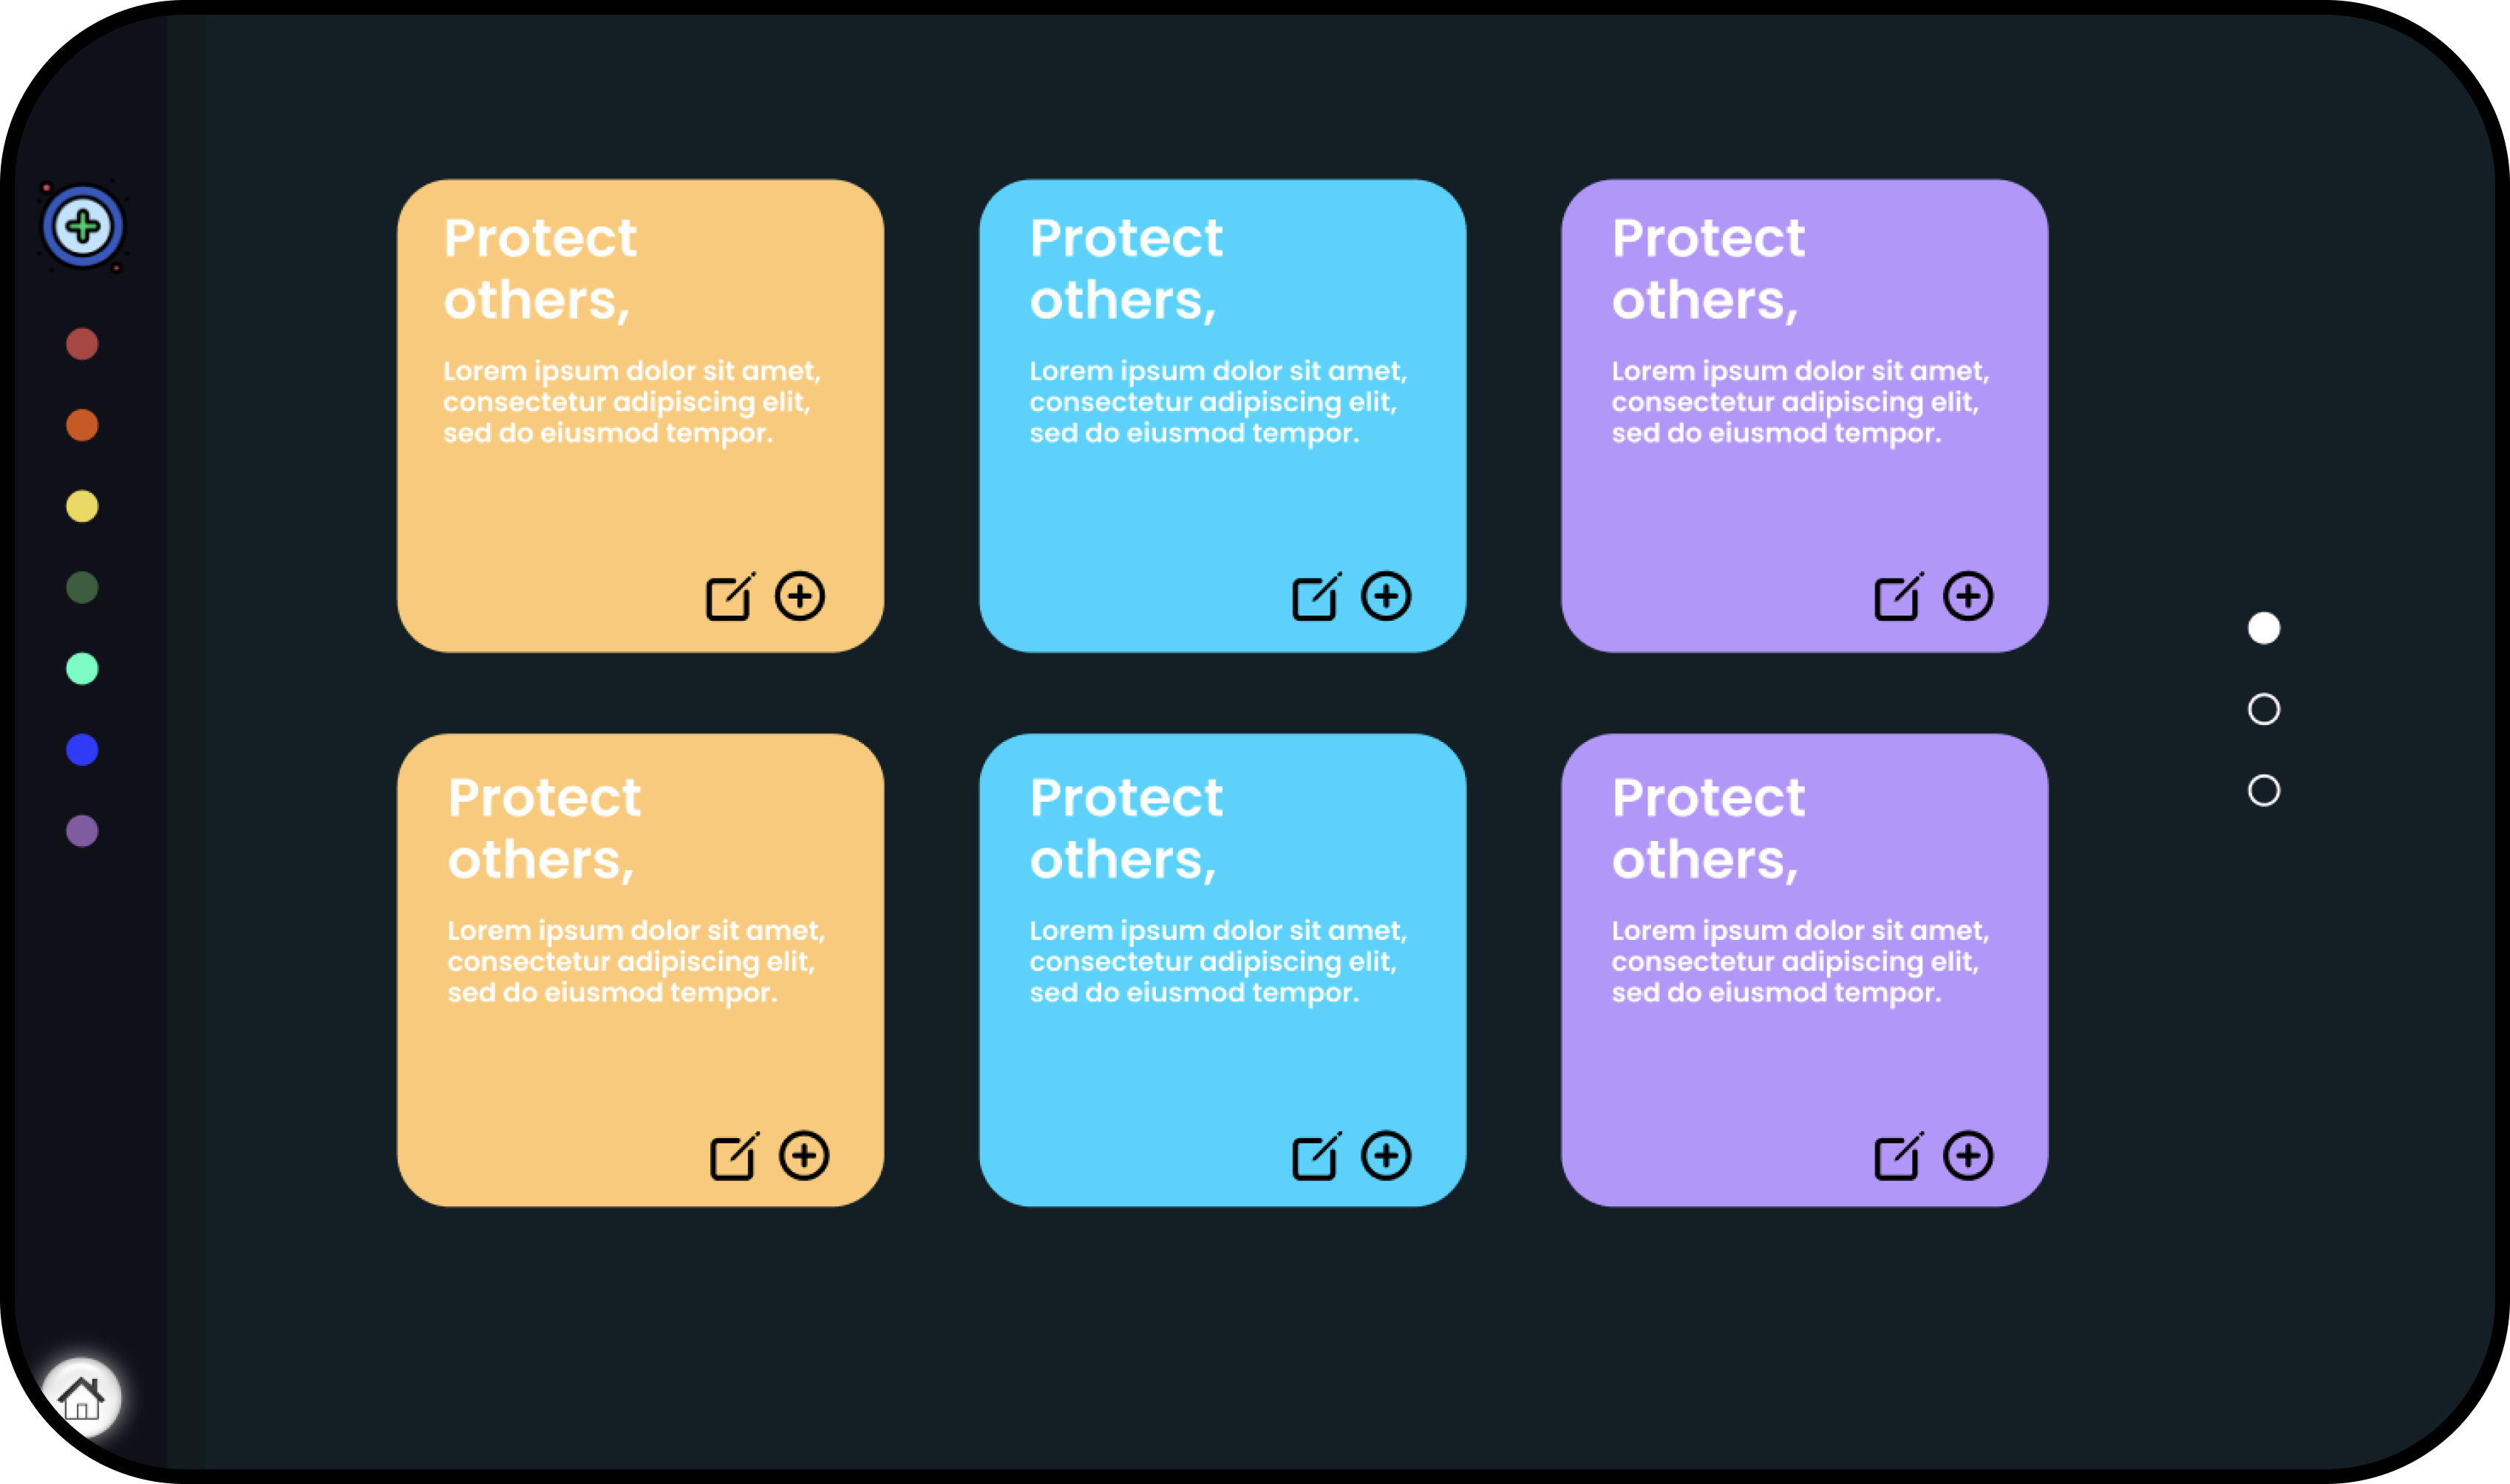 Protect
others,
Lorem ipsum dolor sit amet,
consectetur adipiscing elit,
sed do eiusmod tempor.
Protect
others,
Lorem ipsum dolor sit amet,
consectetur adipiscing elit,
sed do eiusmod tempor.
Protect
others,
Lorem ipsum dolor sit amet,
consectetur adipiscing elit,
sed do eiusmod tempor.
Protect
others,
Lorem ipsum dolor sit amet,
consectetur adipiscing elit,
sed do eiusmod tempor.
Protect
others,
Lorem ipsum dolor sit amet,
consectetur adipiscing elit,
sed do eiusmod tempor.
Protect
others,
Lorem ipsum dolor sit amet,
consectetur adipiscing elit,
sed do eiusmod tempor.